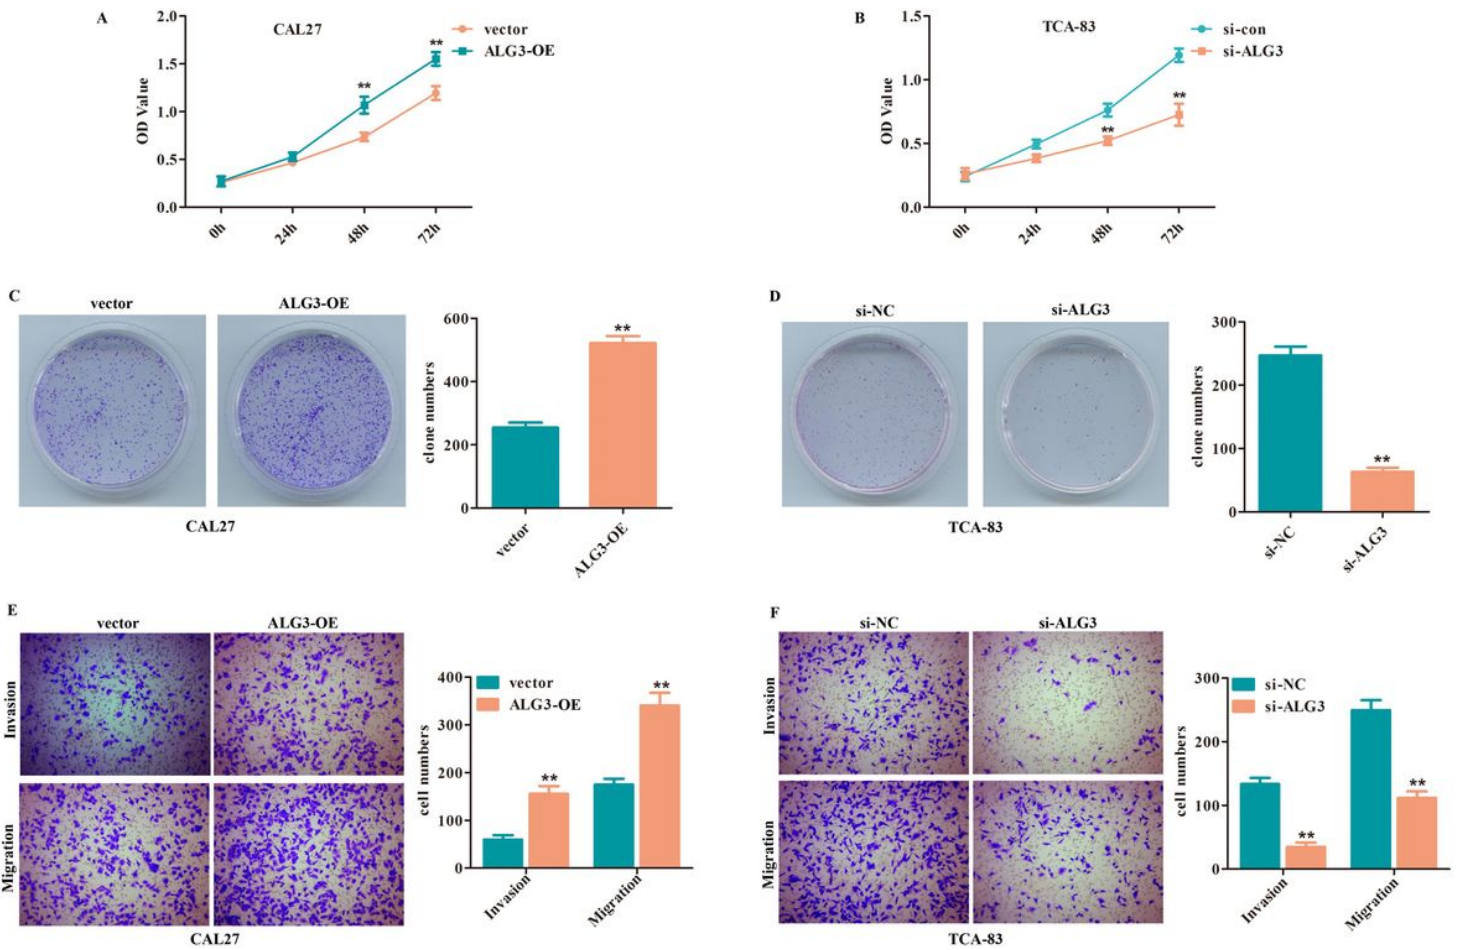 A
CAL27
vector
ALG3-OE
2.0
1.5
1.0
0.5
0.0
OD Value
**
**
0h
24h
48h
72h
B
TCA-83
si-con
si-ALG3
1.5
1.0
0.5
0.0
OD Value
**
**
0h
24h
48h
72h
C
vector
ALG3-OE
CAL27
600
400
200
0
clone numbers
**
vector
ALG3-OE
D
si-NC
si-ALG3
TCA-83
300
200
100
0
clone numbers
**
si-NC
si-ALG3
E
vector
ALG3-OE
Invasion
Migration
CAL27
400
300
200
100
0
cell numbers
vector
ALG3-OE
**
**
Invasion
Migration
F
si-NC
si-ALG3
Invasion
Migration
TCA-83
300
200
100
0
cell numbers
si-NC
si-ALG3
**
**
Invasion
Migration